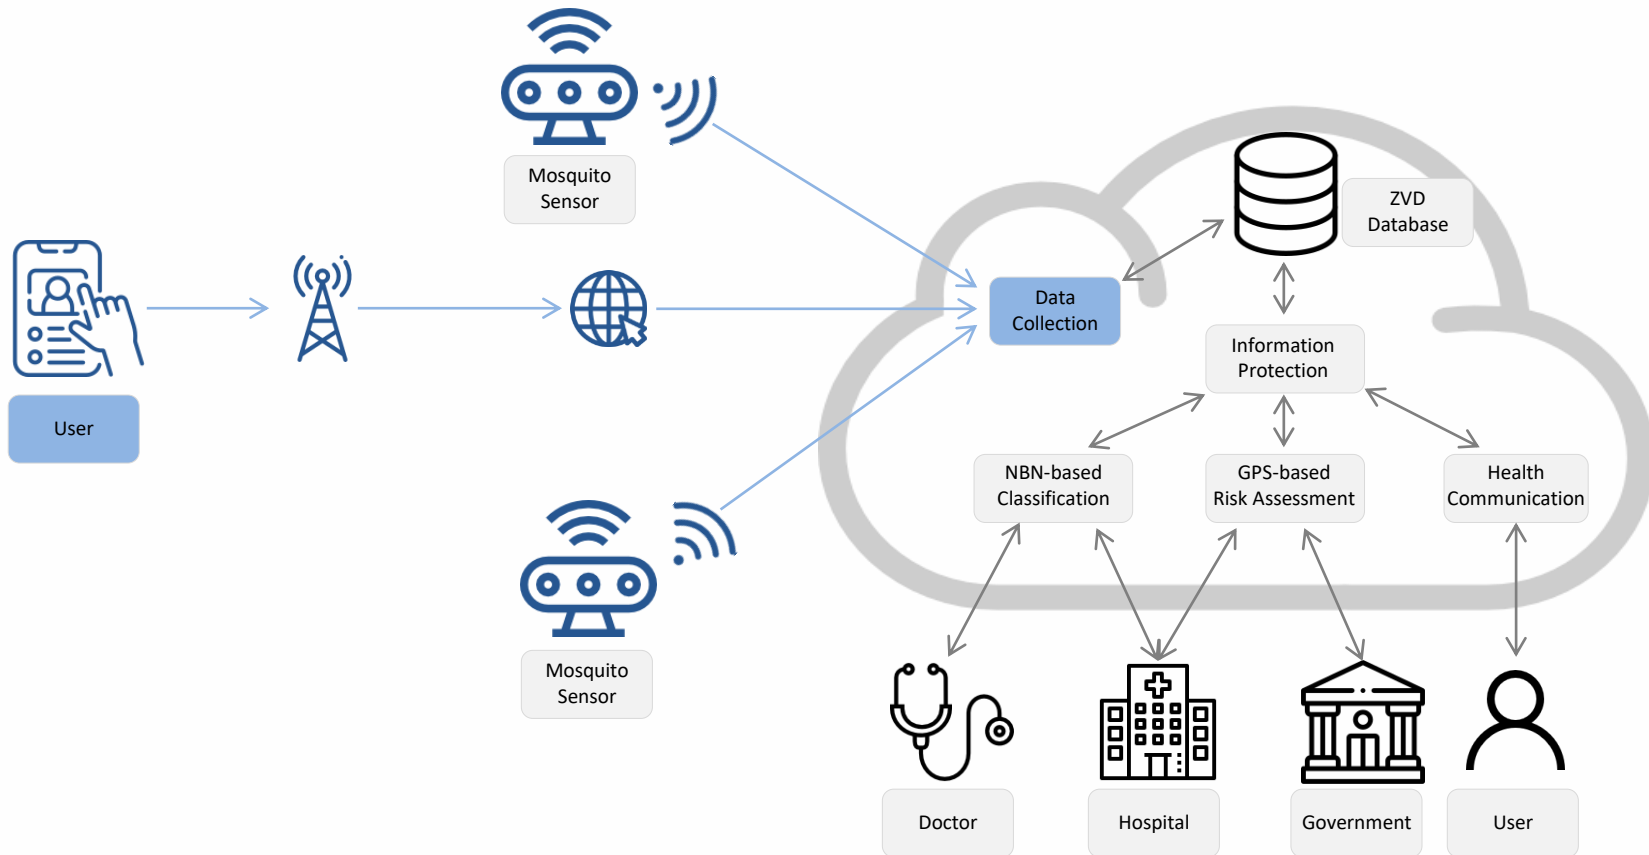 Mosquito
Sensor
ZVD
Database
Data
Collection
Information
Protection
User
NBN-based
Classification
GPS-based
Risk Assessment
Health
Communication
Mosquito
Sensor
Doctor
Hospital
Government
User